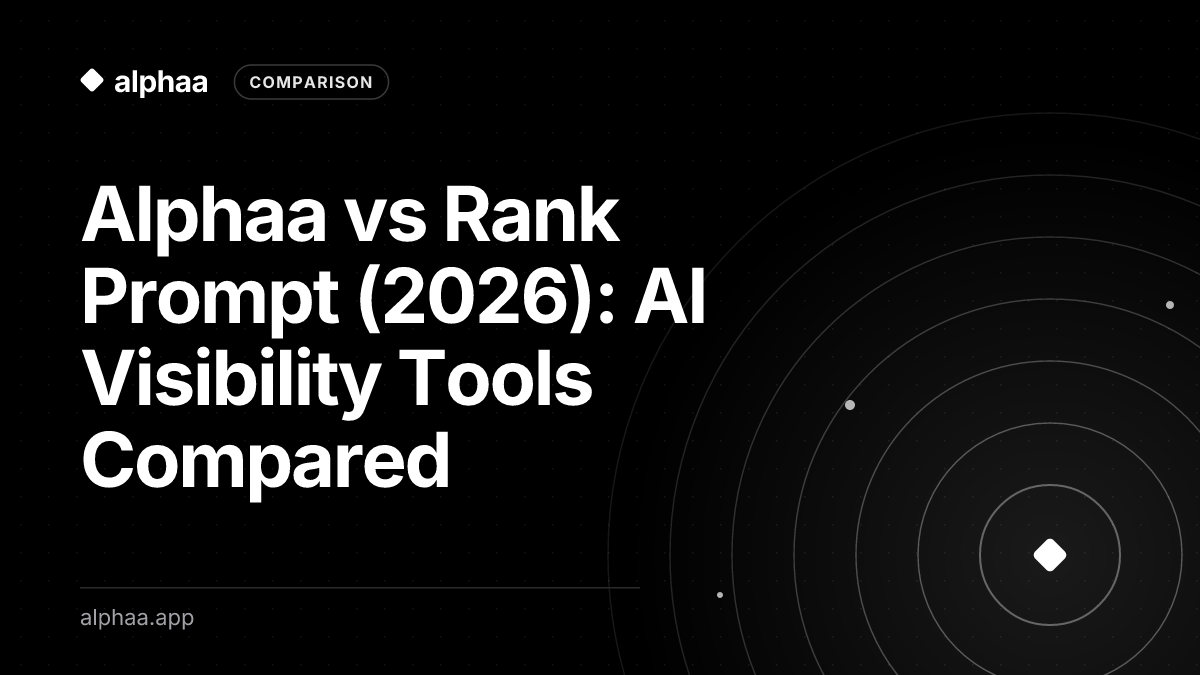 alphaa
COMPARISON
Alphaa vs Rank
Prompt (2026): AI
Visibility Tools
Compared
alphaa.app